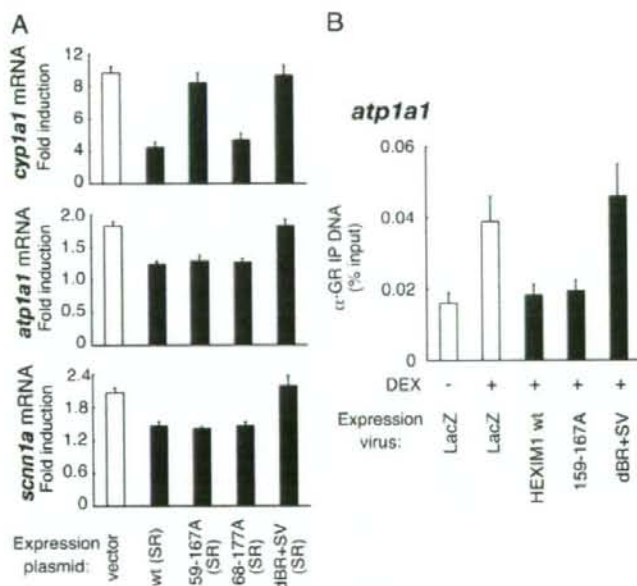 A
cyp1a1 mRNA
Fold induction
12
8
4
0
atp1a1 mRNA
Fold induction
2.0
1.5
1.0
0.5
0
scnn1a mRNA
Fold induction
2.4
1.8
1.2
0.6
0
Expression
plasmid:
vector
wt (SR)
59-167A
(SR)
68-177A
(SR)
dBR+SV
(SR)
B
atp1a1
α-GR IP DNA
(% input)
0.06
0.04
0.02
0
DEX - + + + +
Expression
virus:
LacZ
LacZ
HEXIM1 wt
159-167A
dBR+SV